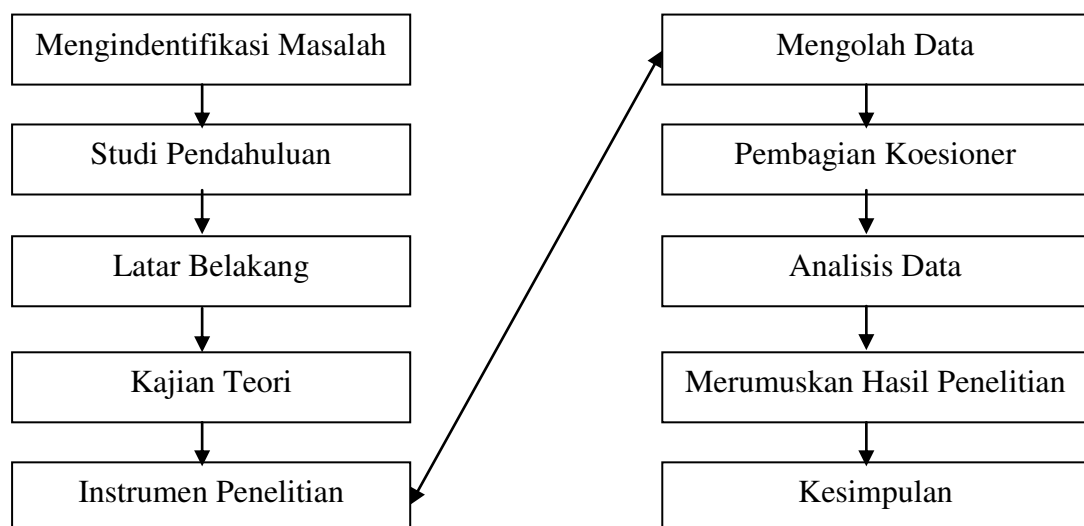 Mengindentifikasi Masalah
Studi Pendahuluan
Latar Belakang
Kajian Teori
Instrumen Penelitian
Mengolah Data
Pembagian Koesioner
Analisis Data
Merumuskan Hasil Penelitian
Kesimpulan